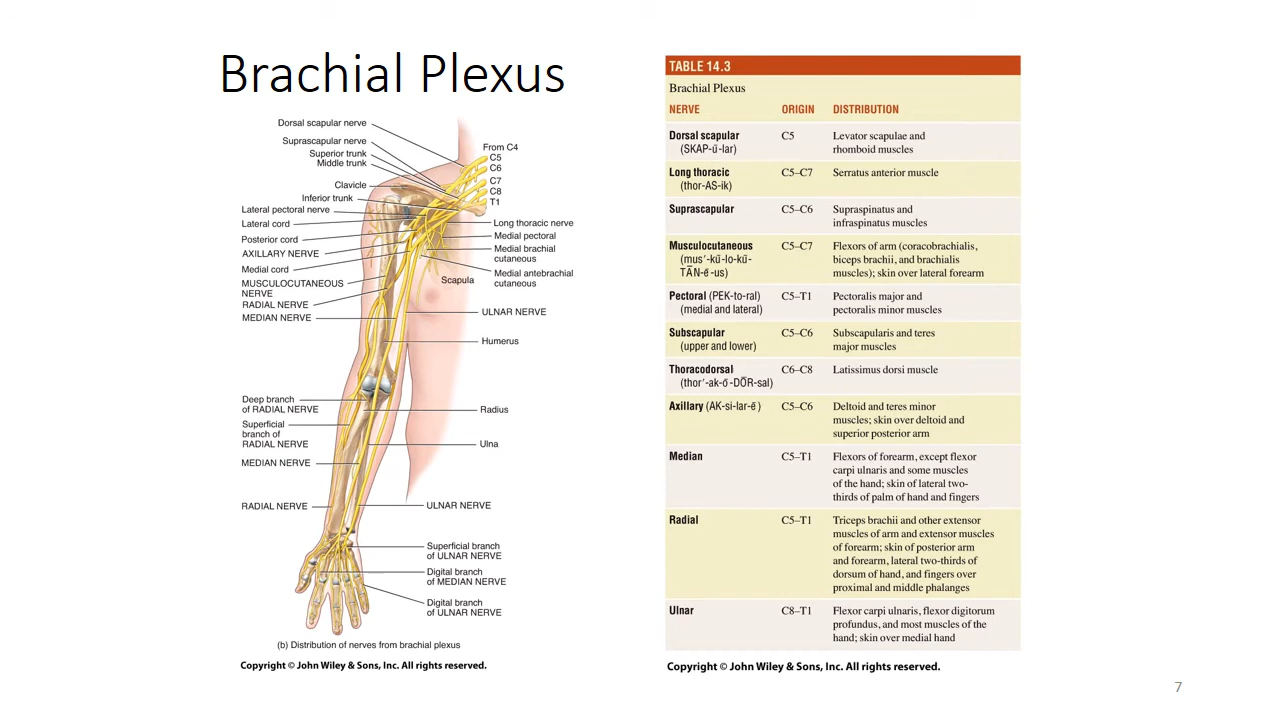 Brachial Plexus
Dorsal scapular nerve
Suprascapular nerve
Superior trunk
Middle trunk
Clavicle
Inferior trunk
Lateral pectoral nerve
Lateral cord
Posterior cord
AXILLARY NERVE
Medial cord
MUSCULOCUTANEOUS
NERVE
RADIAL NERVE
MEDIAN NERVE
Deep branch
of RADIAL NERVE
Superficial
branch of
RADIAL NERVE
MEDIAN NERVE
RADIAL NERVE
From C4
C5
C6
C7
C8
T1
Long thoracic nerve
Medial pectoral
Medial brachial
cutaneous
Medial antebrachial
cutaneous
Scapula
ULNAR NERVE
Humerus
Radius
Ulna
ULNAR NERVE
Superficial branch
of ULNAR NERVE
Digital branch
of MEDIAN NERVE
Digital branch
of ULNAR NERVE
(b) Distribution of nerves from brachial plexus
Copyright © John Wiley & Sons, Inc. All rights reserved.
TABLE 14.3
Brachial Plexus
NERVE ORIGIN DISTRIBUTION
Dorsal scapular C5 Levator scapulae and
(SKAP-ū-lar) rhomboid muscles
Long thoracic C5–C7 Serratus anterior muscle
(thor-AS-ik)
Suprascapular C5–C6 Supraspinatus and
infraspinatus muscles
Musculocutaneous C5–C7 Flexors of arm (coracobrachialis,
(mus′-kū-lo-kū- biceps brachii, and brachialis
TĀN-ē-us) muscles); skin over lateral forearm
Pectoral (PEK-to-ral) C5–T1 Pectoralis major and
(medial and lateral) pectoralis minor muscles
Subscapular C5–C6 Subscapularis and teres
(upper and lower) major muscles
Thoracodorsal C6–C8 Latissimus dorsi muscle
(thor′-ak-ō-DŌR-sal)
Axillary (AK-si-lar-ē) C5–C6 Deltoid and teres minor
muscles; skin over deltoid and
superior posterior arm
Median C5–T1 Flexors of forearm, except flexor
carpi ulnaris and some muscles
of the hand; skin of lateral two-
thirds of palm of hand and fingers
Radial C5–T1 Triceps brachii and other extensor
muscles of arm and extensor muscles
of forearm; skin of posterior arm
and forearm, lateral two-thirds of
dorsum of hand, and fingers over
proximal and middle phalanges
Ulnar C8–T1 Flexor carpi ulnaris, flexor digitorum
profundus, and most muscles of the
hand; skin over medial hand
Copyright © John Wiley & Sons, Inc. All rights reserved.
7